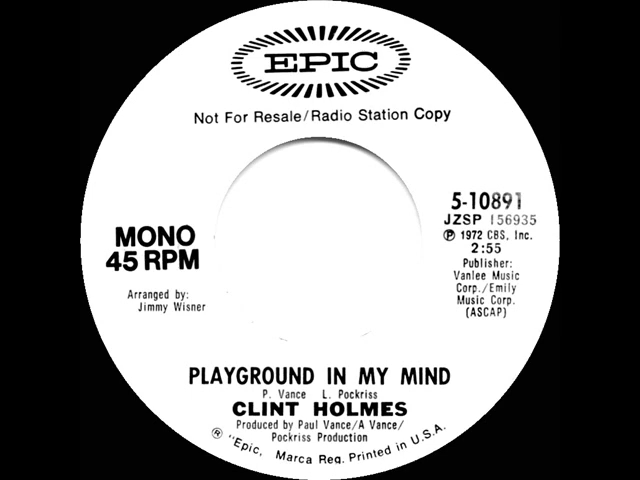 EPIC
Not For Resale/Radio Station Copy
MONO
45 RPM
Arranged by:
Jimmy Wisner
5-10891
JZSP 156935
Ⓟ 1972 CBS, Inc.
2:55
Publisher:
Vanlee Music
Corp./Emily
Music Corp.
(ASCAP)
PLAYGROUND IN MY MIND
P. Vance L. Pockriss
CLINT HOLMES
Produced by Paul Vance/A Vance/
Pockriss Production
® "Epic, Marca Reg. Printed in U.S.A.